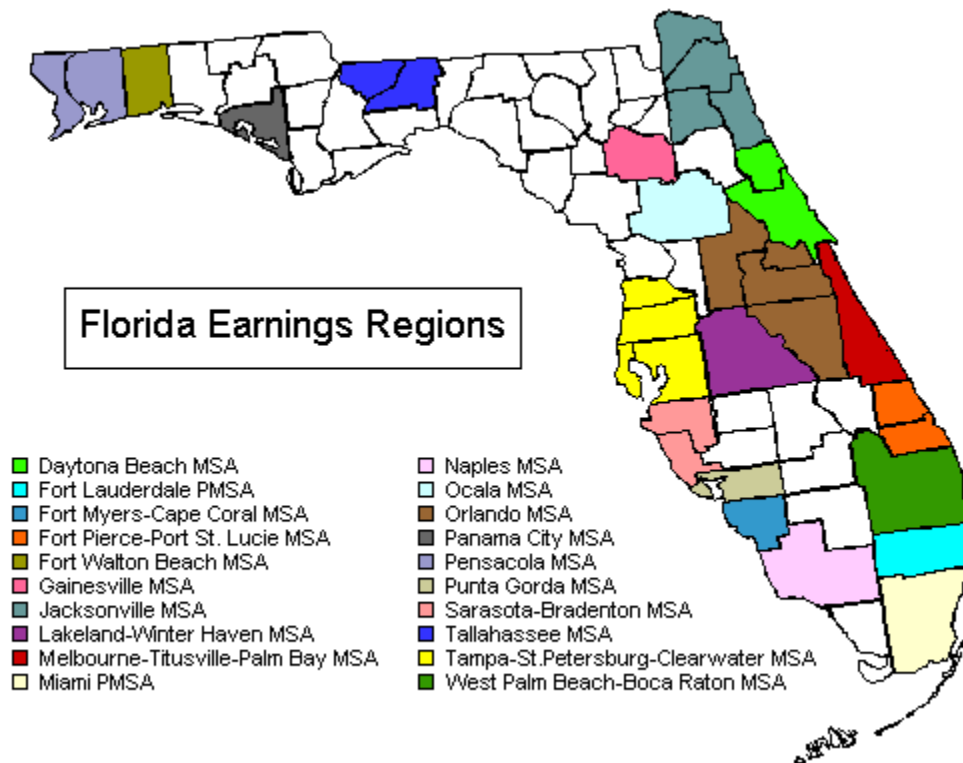 Florida Earnings Regions
Daytona Beach MSA
Fort Lauderdale PMSA
Fort Myers-Cape Coral MSA
Fort Pierce-Port St. Lucie MSA
Fort Walton Beach MSA
Gainesville MSA
Jacksonville MSA
Lakeland-Winter Haven MSA
Melbourne-Titusville-Palm Bay MSA
Miami PMSA
Naples MSA
Ocala MSA
Orlando MSA
Panama City MSA
Pensacola MSA
Punta Gorda MSA
Sarasota-Bradenton MSA
Tallahassee MSA
Tampa-St.Petersburg-Clearwater MSA
West Palm Beach-Boca Raton MSA